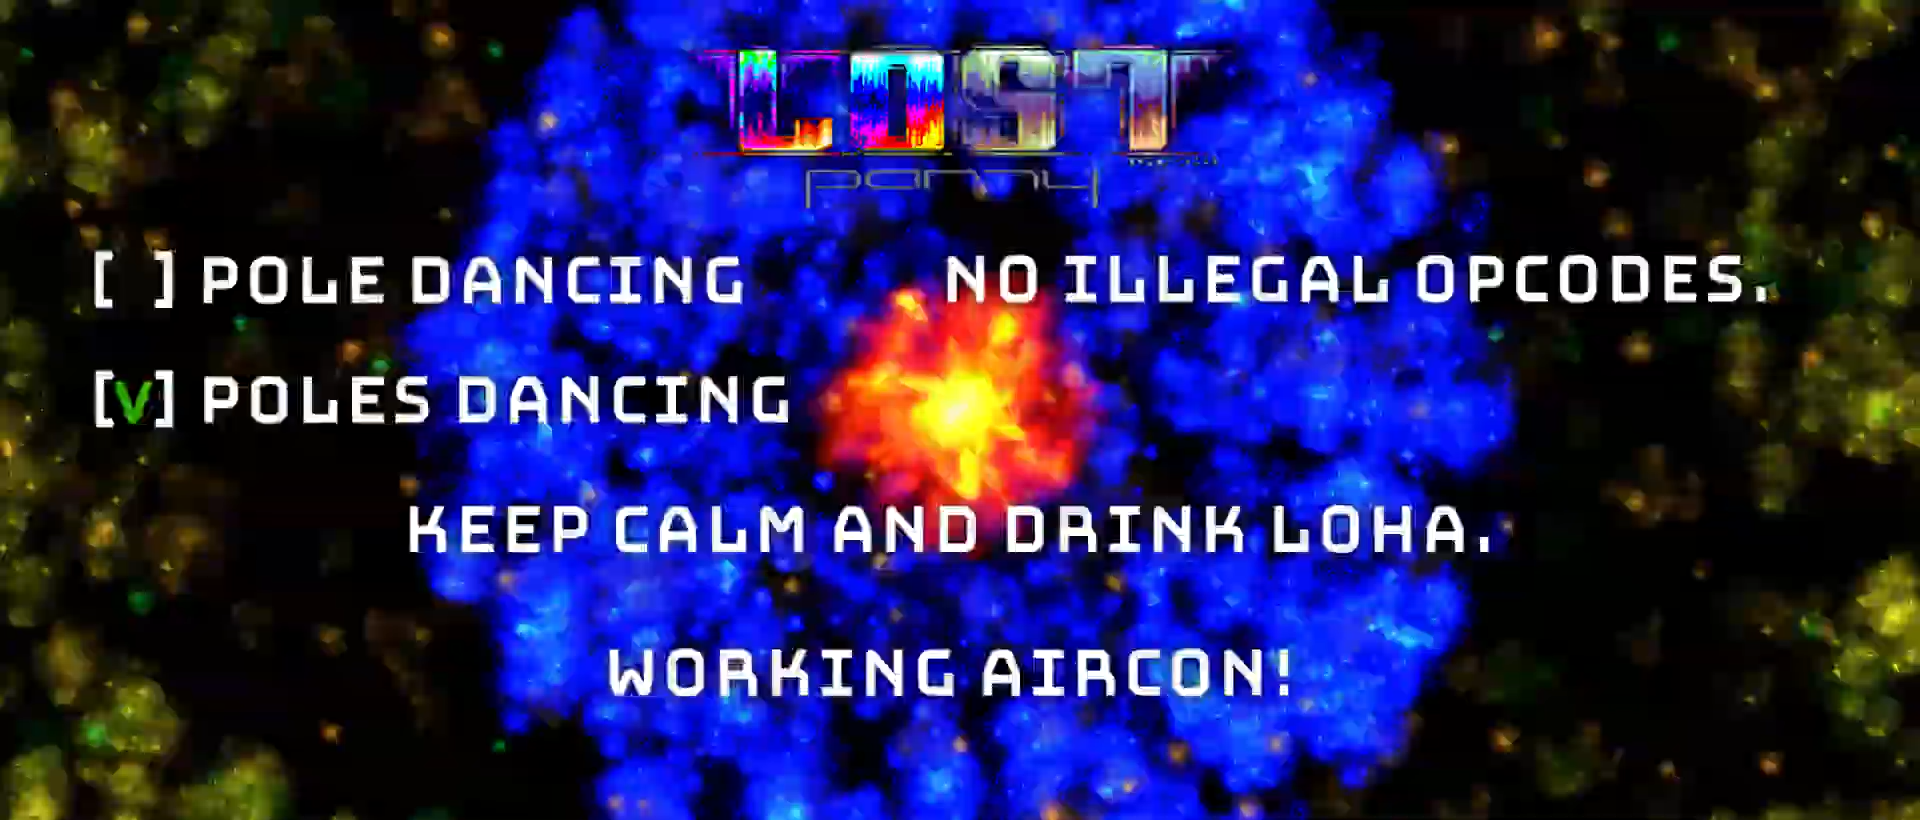 LOST
party
[ ] POLE DANCING
[V] POLES DANCING
NO ILLEGAL OPCODES.
KEEP CALM AND DRINK LOHA.
WORKING AIRCON!